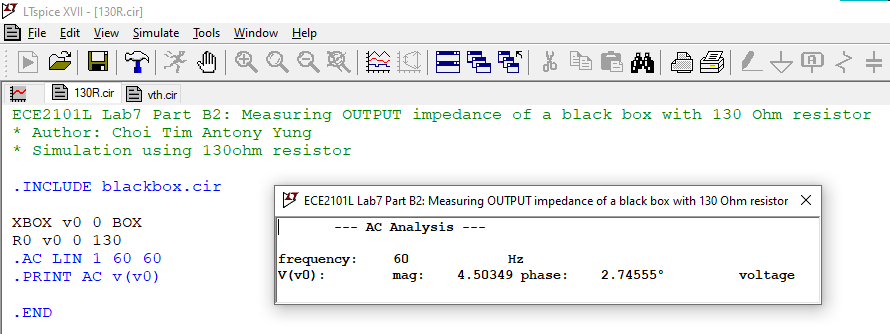 LTspice XVII - [130R.cir]
File Edit View Simulate Tools Window Help
130R.cir vth.cir
ECE2101L Lab7 Part B2: Measuring OUTPUT impedance of a black box with 130 Ohm resistor
* Author: Choi Tim Antony Yung
* Simulation using 130ohm resistor
.INCLUDE blackbox.cir
XBOX v0 0 BOX
R0 v0 0 130
.AC LIN 1 60 60
.PRINT AC v(v0)
.END
ECE2101L Lab7 Part B2: Measuring OUTPUT impedance of a black box with 130 Ohm resistor
--- AC Analysis ---
frequency: 60 Hz
V(v0): mag: 4.50349 phase: 2.74555° voltage